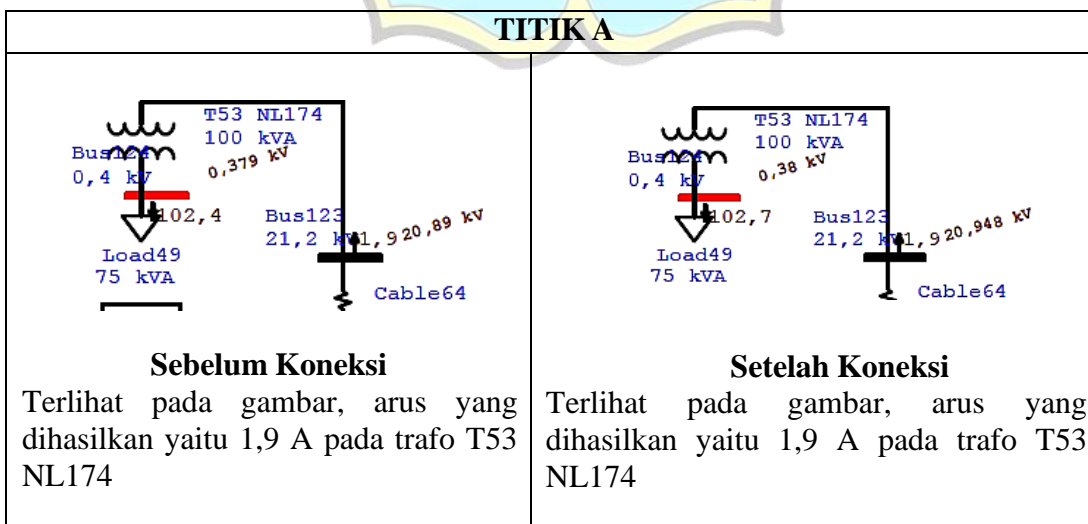 TITIK A
T53 NL174
100 kVA
0,379 kV
Bus124
0,4 kV
102,4
Bus123
21,2 kV
1,9
20,89 kV
Load49
75 kVA
Cable64
Sebelum Koneksi
Terlihat pada gambar, arus yang
dihasilkan yaitu 1,9 A pada trafo T53
NL174
T53 NL174
100 kVA
0,38 kV
Bus124
0,4 kV
102,7
Bus123
21,2 kV
1,9
20,948 kV
Load49
75 kVA
Cable64
Setelah Koneksi
Terlihat pada gambar, arus yang
dihasilkan yaitu 1,9 A pada trafo T53
NL174